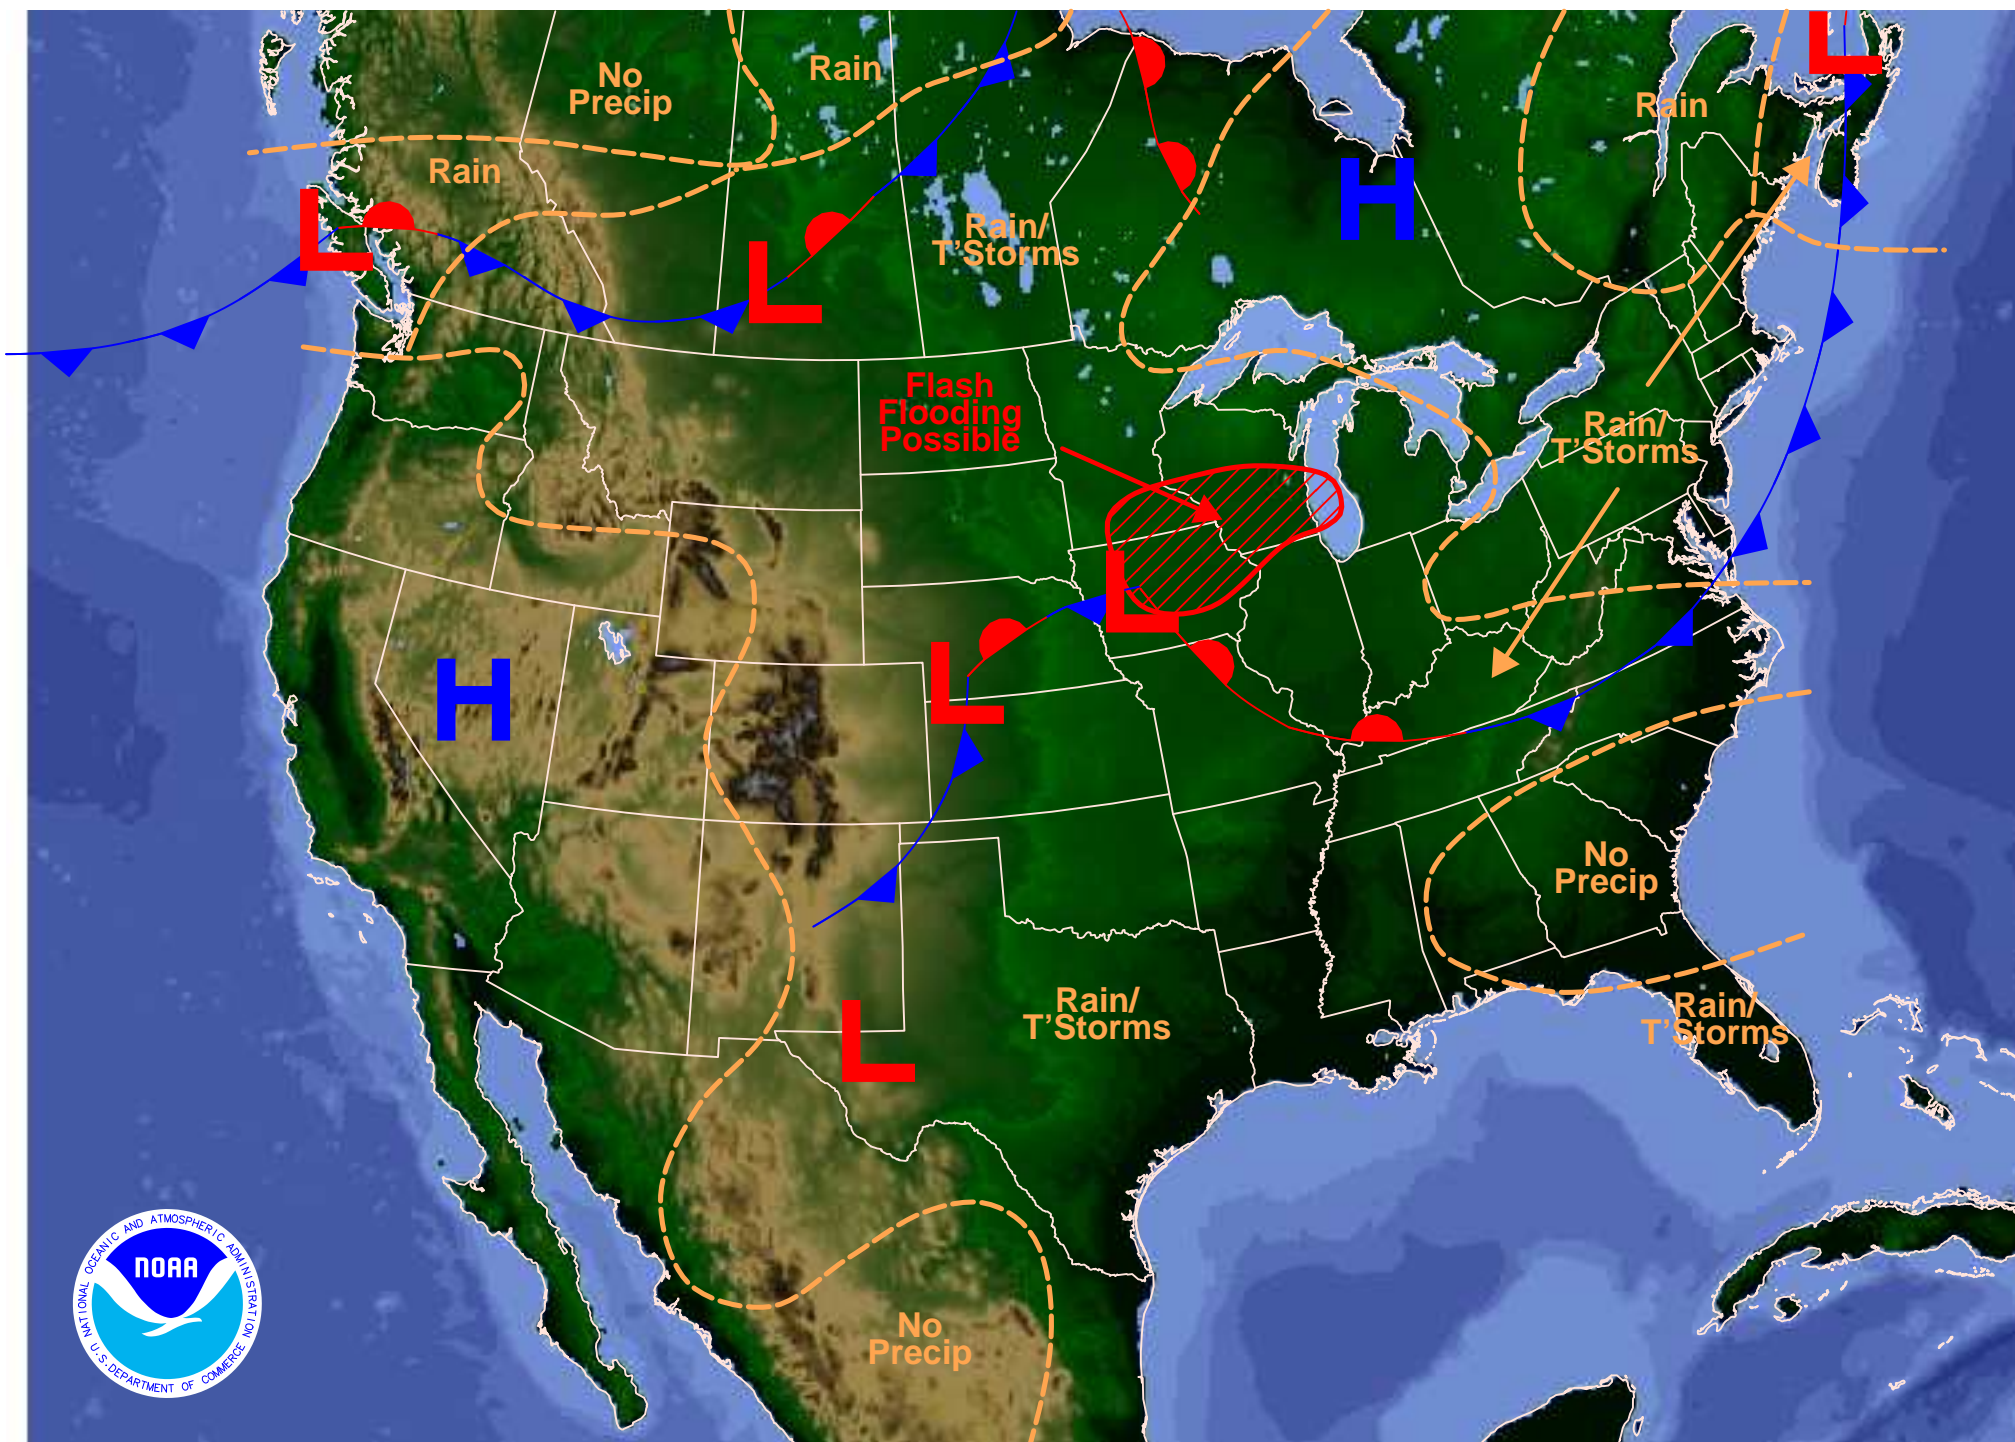 No
Precip
Rain
Rain
Rain
L
L
Rain/
T'Storms
H
L
Flash
Flooding
Possible
Rain/
T'Storms
L
L
H
No
Precip
Rain/
T'Storms
Rain/
T'Storms
L
No
Precip
NATIONAL OCEANIC AND ATMOSPHERIC ADMINISTRATION
NOAA
U.S. DEPARTMENT OF COMMERCE